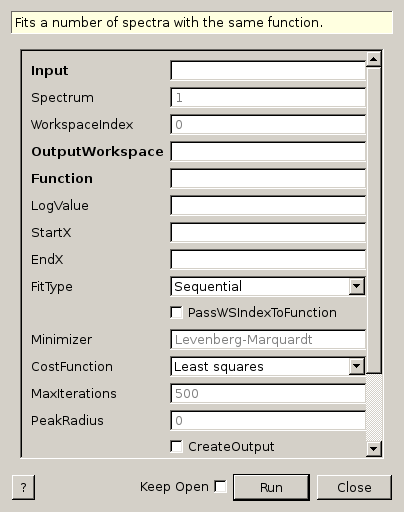 Fits a number of spectra with the same function.
Input
Spectrum 1
WorkspaceIndex 0
OutputWorkspace
Function
LogValue
StartX
EndX
FitType Sequential
PassWSIndexToFunction
Minimizer Levenberg-Marquardt
CostFunction Least squares
MaxIterations 500
PeakRadius 0
CreateOutput
? Keep Open Run Close